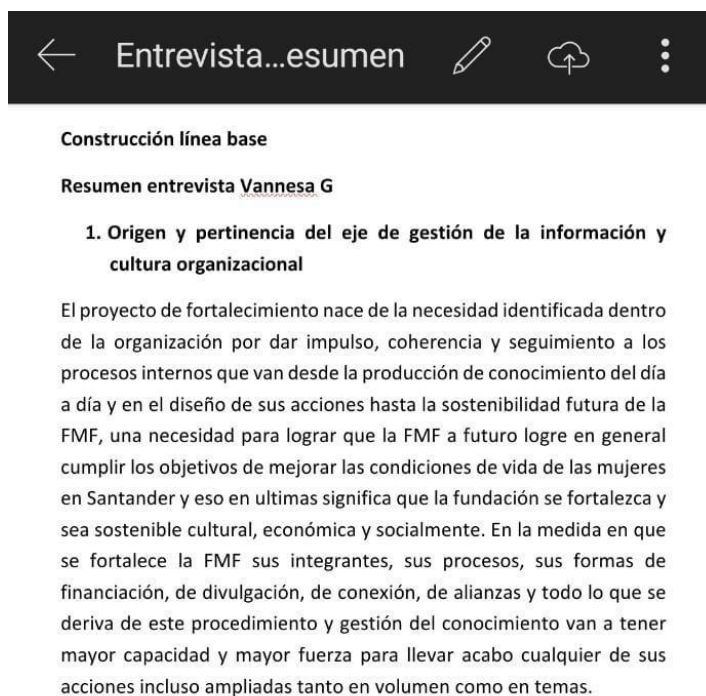 Entrevista...esumen
Construcción línea base
Resumen entrevista Vannesa G
1. Origen y pertinencia del eje de gestión de la información y
cultura organizacional
El proyecto de fortalecimiento nace de la necesidad identificada dentro
de la organización por dar impulso, coherencia y seguimiento a los
procesos internos que van desde la producción de conocimiento del día
a día y en el diseño de sus acciones hasta la sostenibilidad futura de la
FMF, una necesidad para lograr que la FMF a futuro logre en general
cumplir los objetivos de mejorar las condiciones de vida de las mujeres
en Santander y eso en ultimas significa que la fundación se fortalezca y
sea sostenible cultural, económica y socialmente. En la medida en que
se fortalece la FMF sus integrantes, sus procesos, sus formas de
financiación, de divulgación, de conexión, de alianzas y todo lo que se
deriva de este procedimiento y gestión del conocimiento van a tener
mayor capacidad y mayor fuerza para llevar acabo cualquier de sus
acciones incluso ampliadas tanto en volumen como en temas.